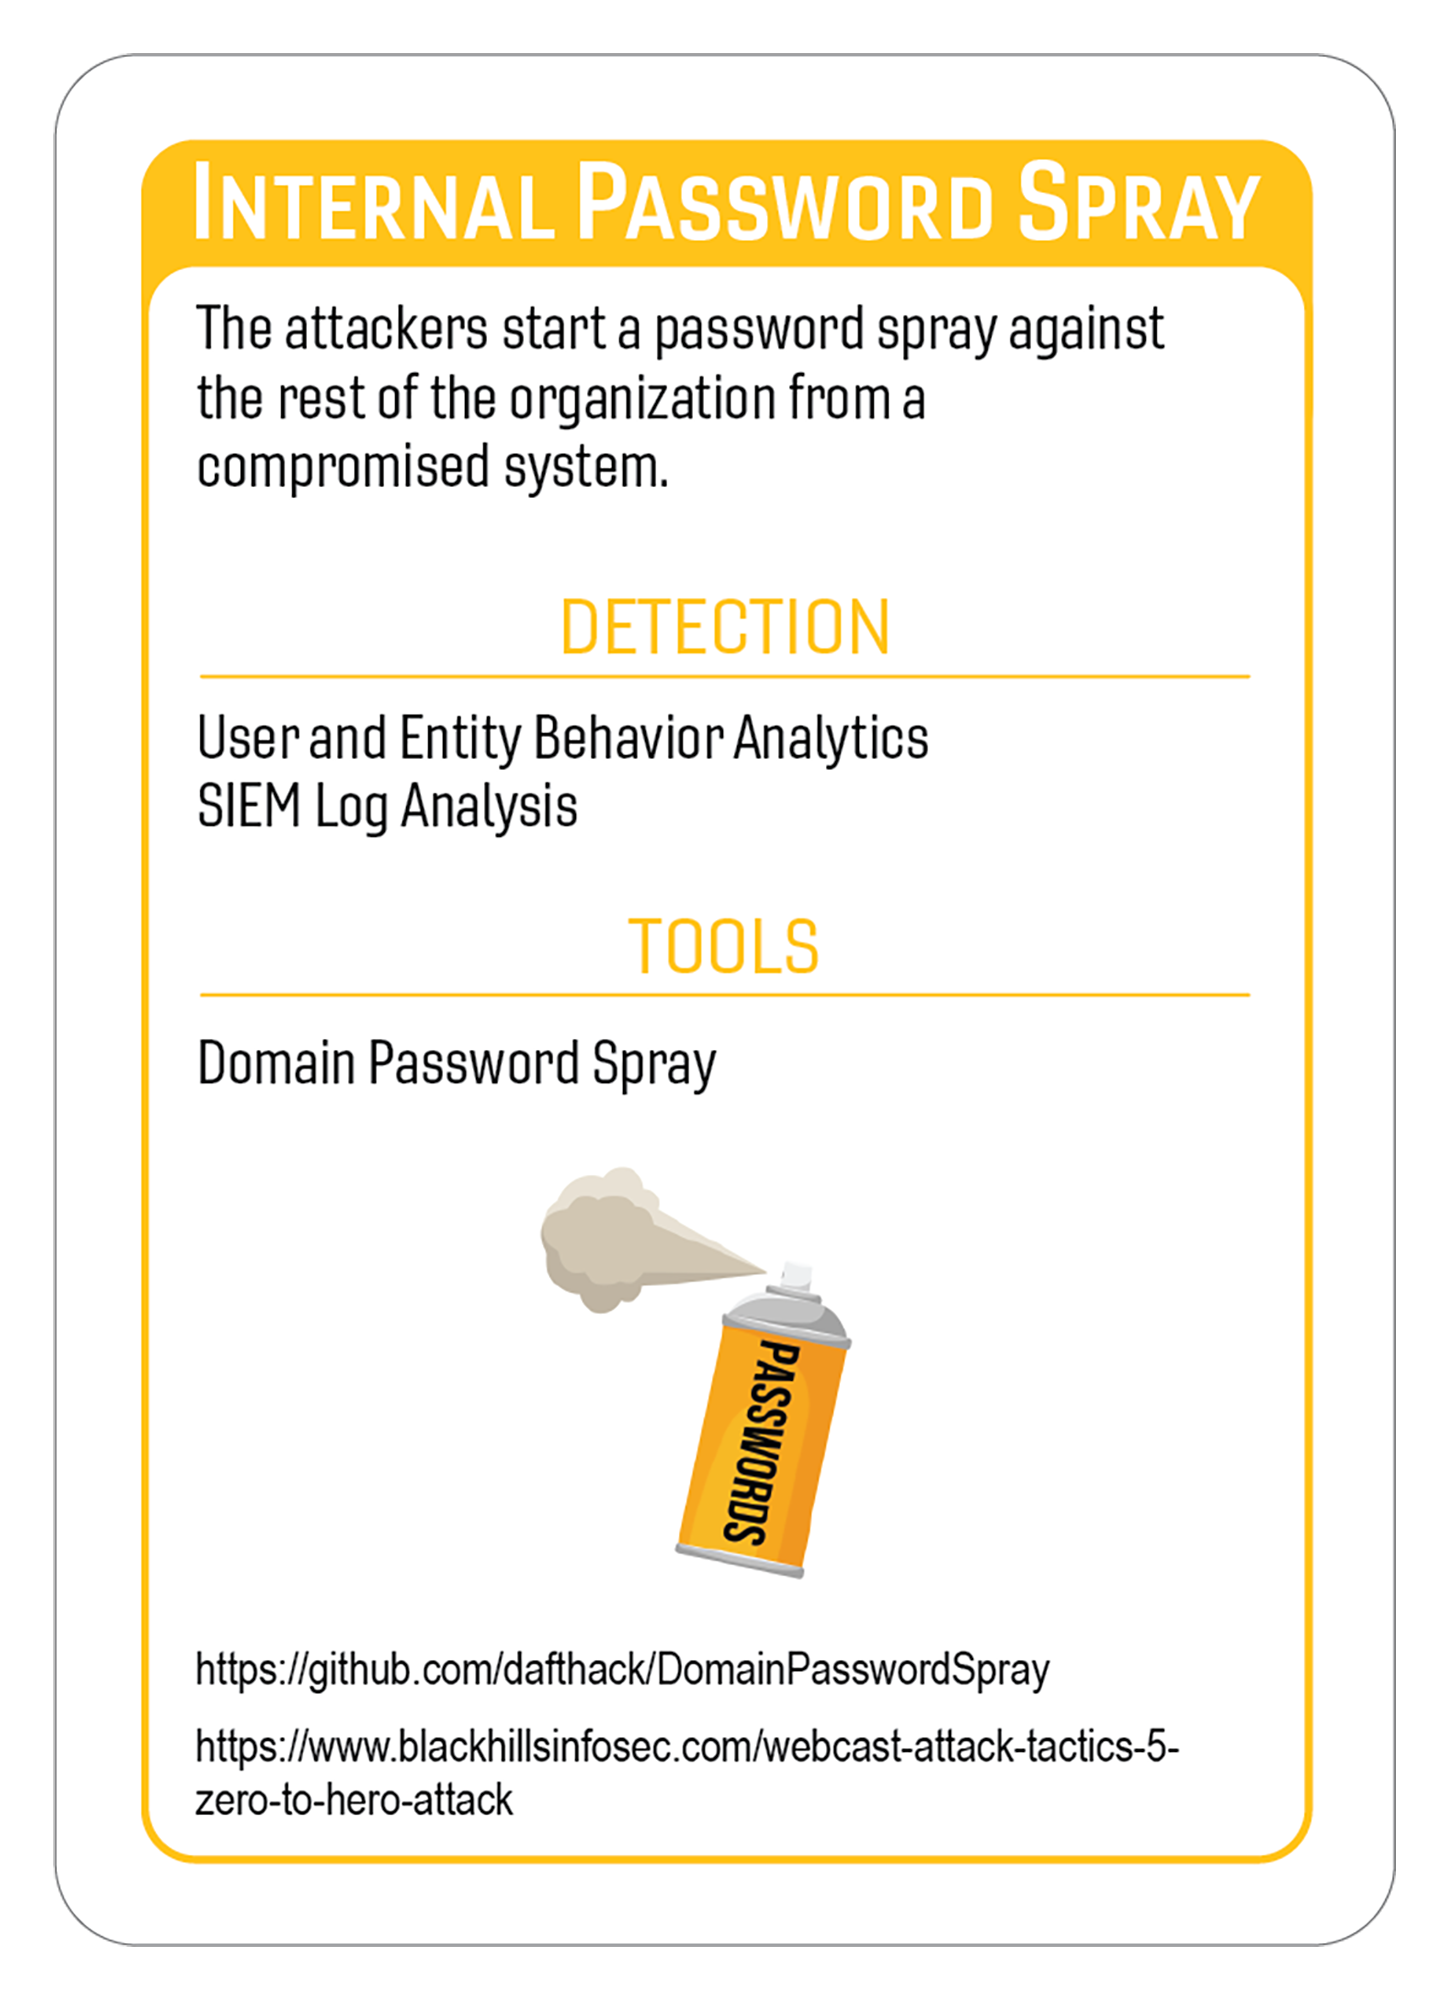 INTERNAL PASSWORD SPRAY
The attackers start a password spray against
the rest of the organization from a
compromised system.
DETECTION
User and Entity Behavior Analytics
SIEM Log Analysis
TOOLS
Domain Password Spray
PASSWORDS
https://github.com/dafthack/DomainPasswordSpray
https://www.blackhillsinfosec.com/webcast-attack-tactics-5-
zero-to-hero-attack